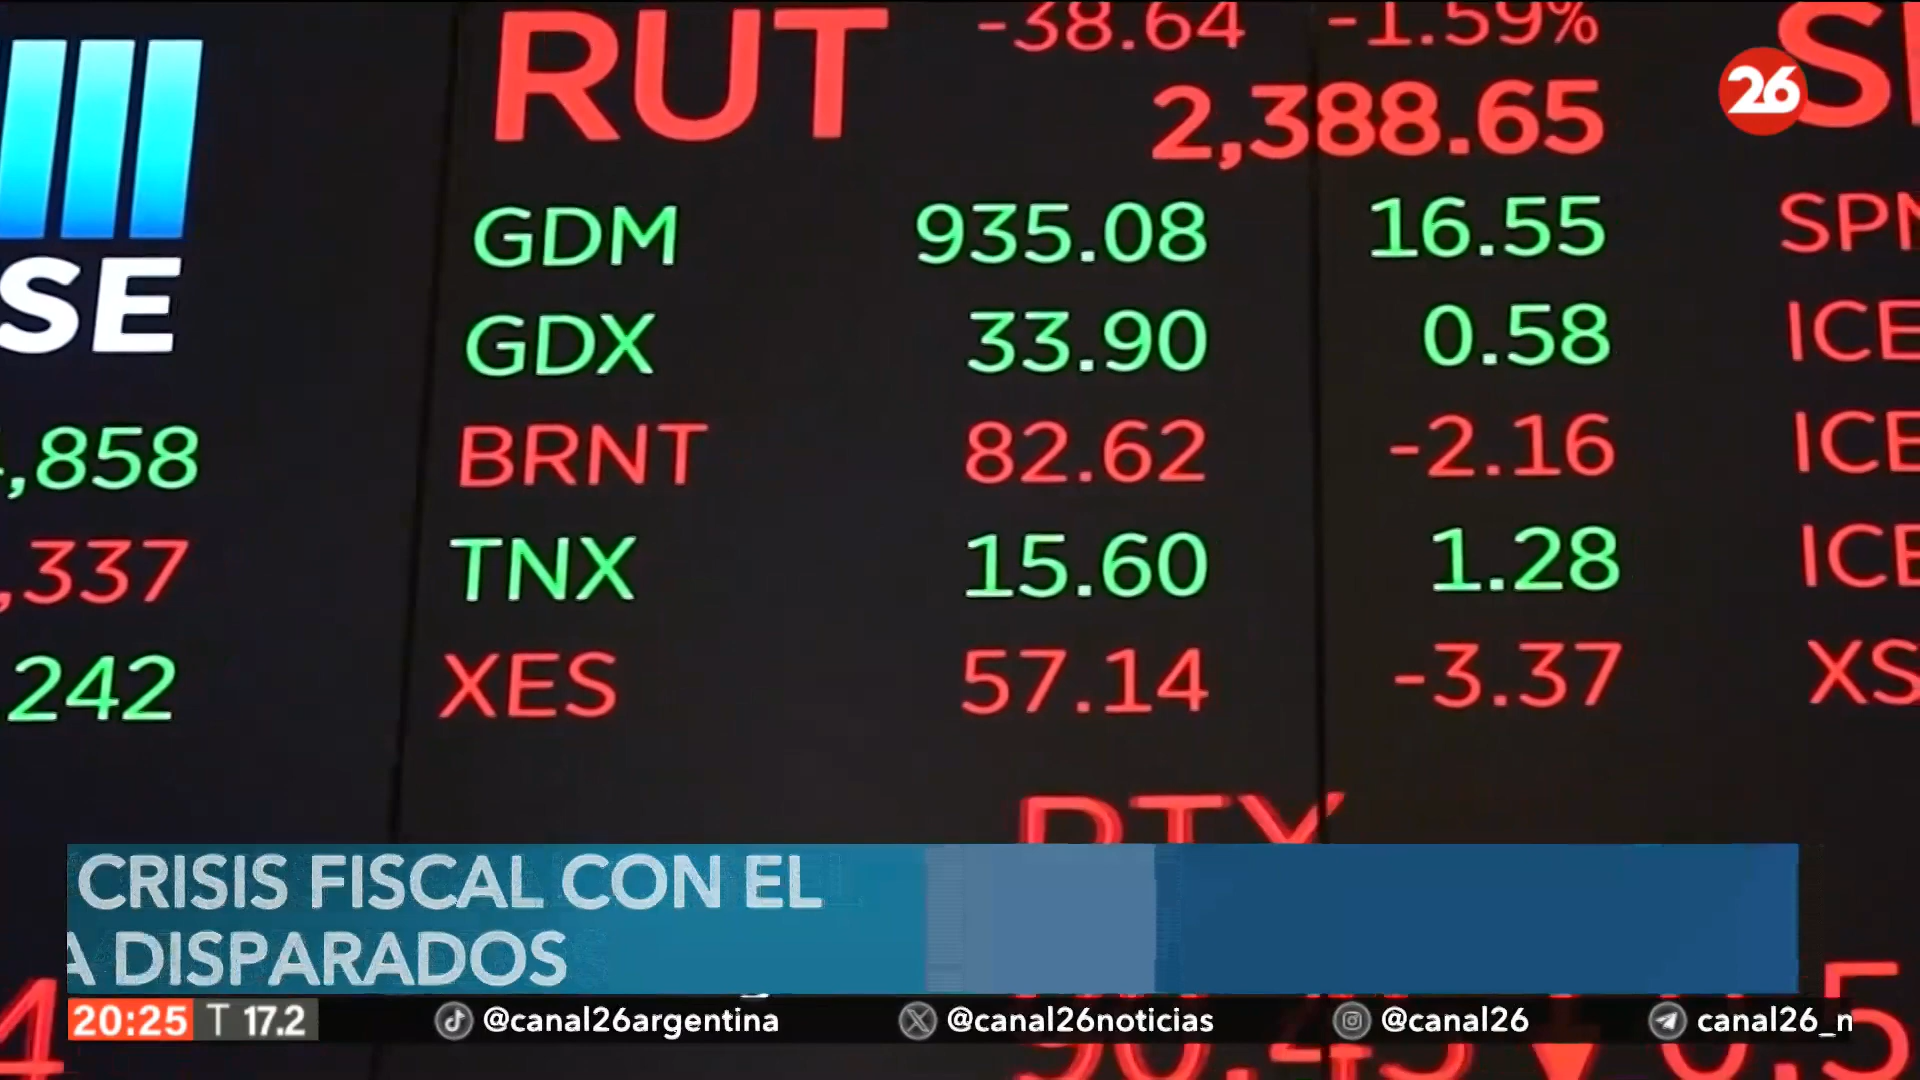 RUT -38.64 -1.59%
2,388.65
26
SE
GDM 935.08 16.55
GDX 33.90 0.58
BRNT 82.62 -2.16
TNX 15.60 1.28
XES 57.14 -3.37
,858
,337
242
SPN
ICE
ICE
ICE
XS
RTX
CRISIS FISCAL CON EL
A DISPARADOS
20:25 T 17.2 @canal26argentina @canal26noticias @canal26 canal26_n